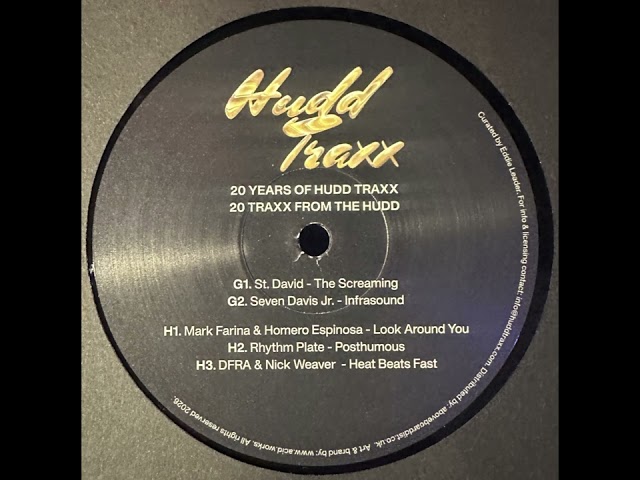 Hudd
Traxx
20 YEARS OF HUDD TRAXX
20 TRAXX FROM THE HUDD
G1. St. David - The Screaming
G2. Seven Davis Jr. - Infrasound
H1. Mark Farina & Homero Espinosa - Look Around You
H2. Rhythm Plate - Posthumous
H3. DFRA & Nick Weaver - Heat Beats Fast
Curated by Eddie Leader. For info & licensing contact: info@huddtraxx.com. Distributed by: aboveboarddist.co.uk. Art & brand by: www.acid.works. All rights reserved 2026.